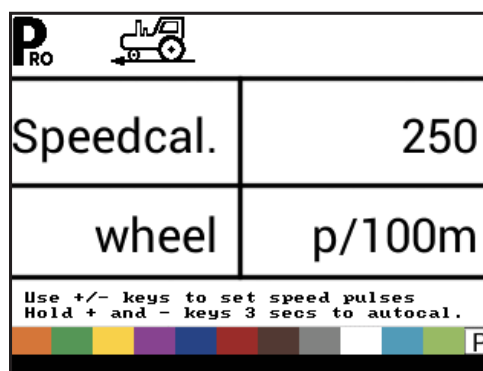 PRO
Speedcal. 250
wheel p/100m
Use +/- keys to set speed pulses
Hold + and - keys 3 secs to autocal.
P